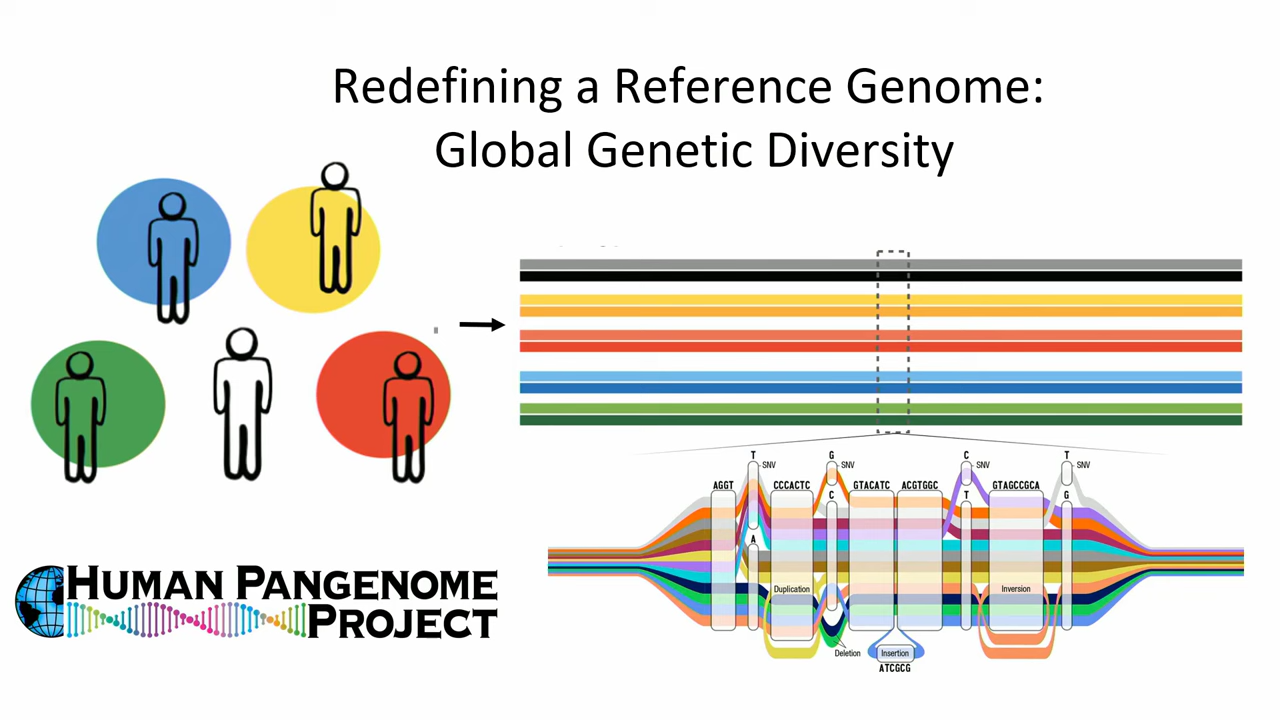 Redefining a Reference Genome:
Global Genetic Diversity
T
SNV
G
SNV
C
SNV
T
SNV
AGGT
CCCACTC
GTACATC
ACGTGGC
GTAGCCGCA
C
T
G
A
Duplication
Inversion
Deletion
Insertion
ATCGCG
HUMAN PANGENOME
PROJECT